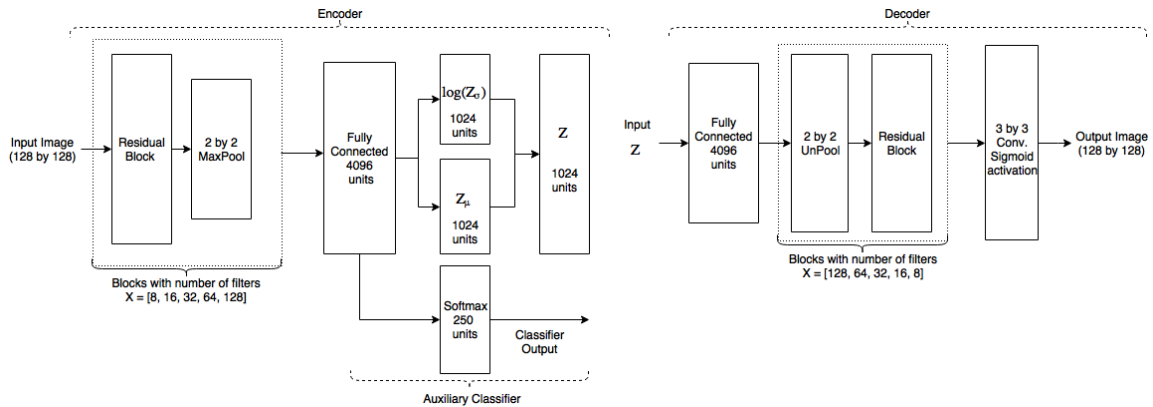 Encoder
Input Image
(128 by 128)
Residual
Block
2 by 2
MaxPool
Blocks with number of filters
X = [8, 16, 32, 64, 128]
Fully
Connected
4096
units
log(Zσ)
1024
units
Zμ
1024
units
Z
1024
units
Softmax
250
units
Classifier
Output
Auxiliary Classifier
Decoder
Input
Z
Fully
Connected
4096
units
2 by 2
UnPool
Residual
Block
Blocks with number of filters
X = [128, 64, 32, 16, 8]
3 by 3
Conv.
Sigmoid
activation
Output Image
(128 by 128)